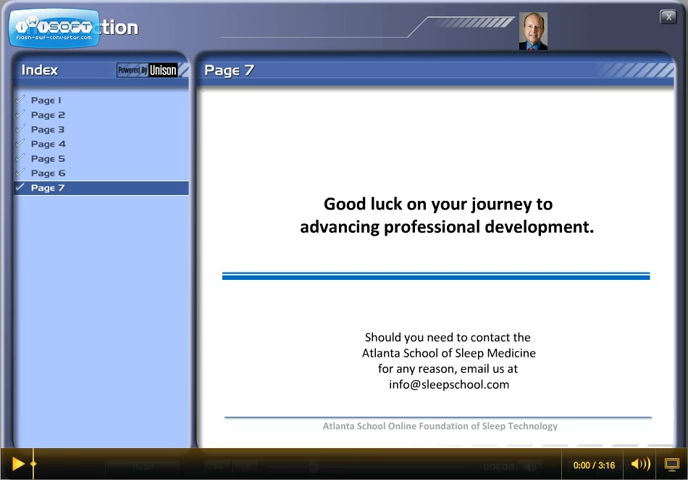 iWiSOFT
flash-swf-converter.com
ction
Index
Powered By Unison
Page 7
Page 1
Page 2
Page 3
Page 4
Page 5
Page 6
Page 7
Good luck on your journey to
advancing professional development.
Should you need to contact the
Atlanta School of Sleep Medicine
for any reason, email us at
info@sleepschool.com
Atlanta School Online Foundation of Sleep Technology
0:00 / 3:16